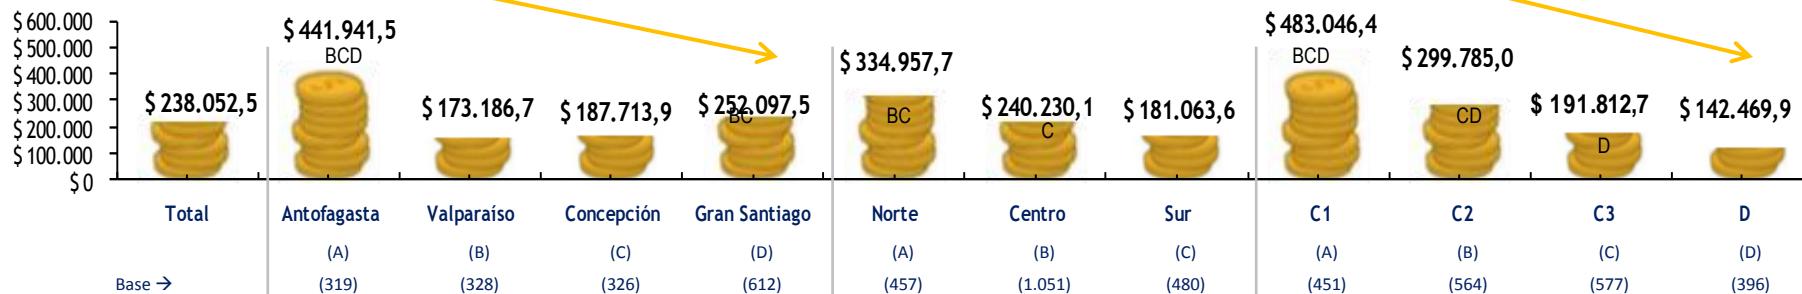 $ 600.000
$ 500.000
$ 400.000
$ 300.000
$ 200.000
$ 100.000
$ 0
$ 238.052,5
$ 441.941,5
BCD
$ 173.186,7
$ 187.713,9
$ 252.097,5
BC
$ 334.957,7
BC
$ 240.230,1
C
$ 181.063,6
$ 483.046,4
BCD
$ 299.785,0
CD
$ 191.812,7
D
$ 142.469,9
Total Antofagasta Valparaíso Concepción Gran Santiago Norte Centro Sur C1 C2 C3 D
(A) (B) (C) (D) (A) (B) (C) (A) (B) (C) (D)
Base → (319) (328) (326) (612) (457) (1.051) (480) (451) (564) (577) (396)